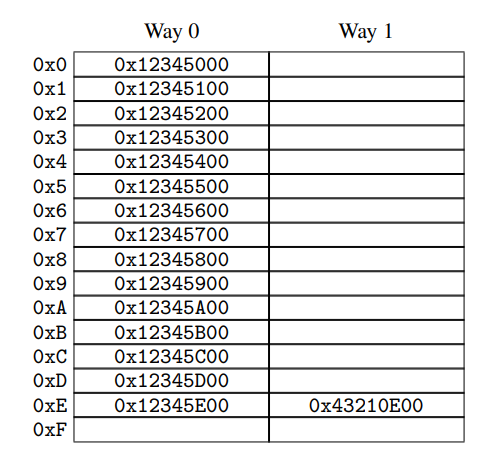 Way 0 Way 1
0x0 0x12345000
0x1 0x12345100
0x2 0x12345200
0x3 0x12345300
0x4 0x12345400
0x5 0x12345500
0x6 0x12345600
0x7 0x12345700
0x8 0x12345800
0x9 0x12345900
0xA 0x12345A00
0xB 0x12345B00
0xC 0x12345C00
0xD 0x12345D00
0xE 0x12345E00 0x43210E00
0xF